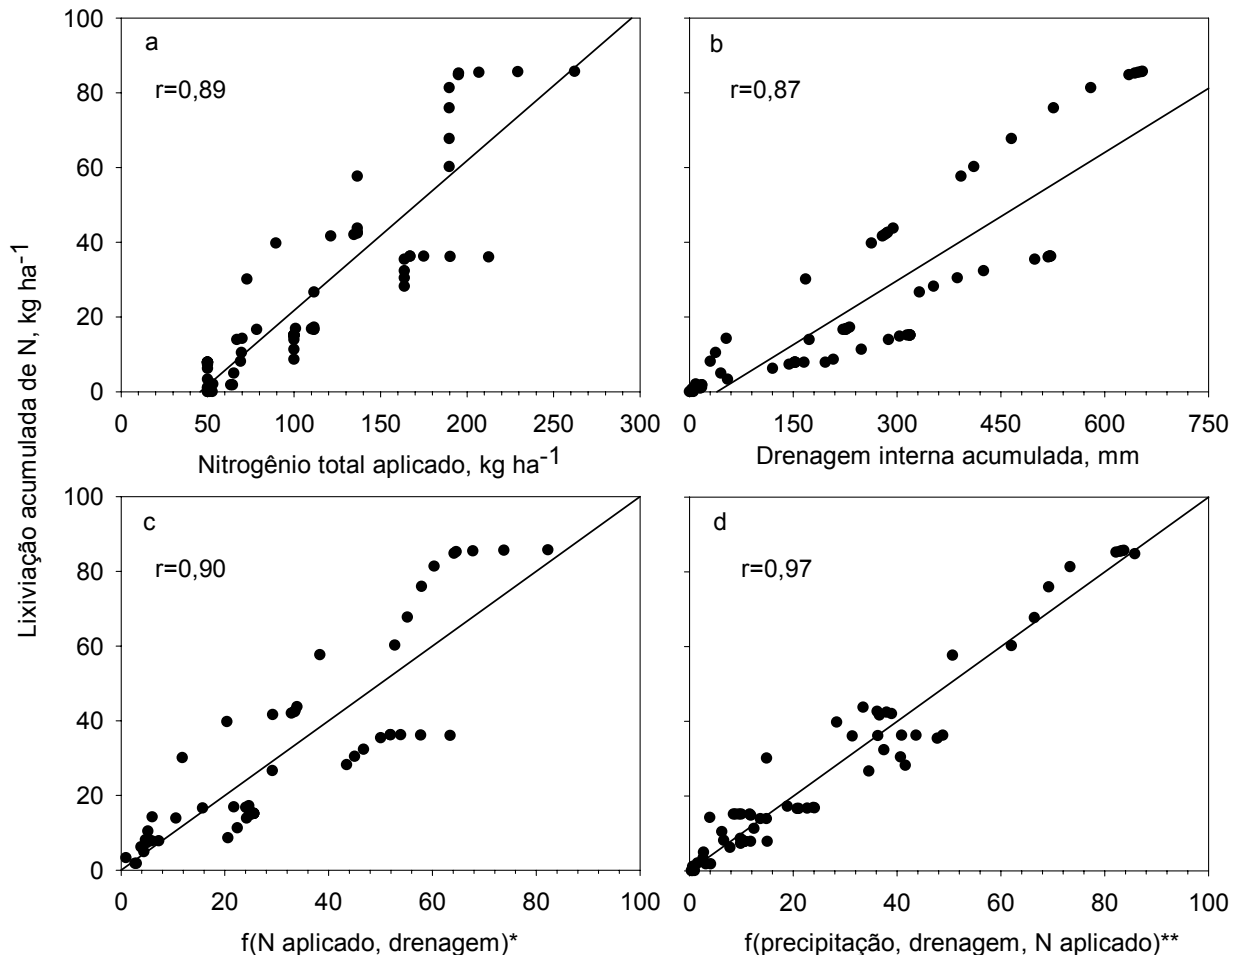 Lixiviação acumulada de N, kg ha-1
a
r=0,89
100
80
60
40
20
0
0 50 100 150 200 250 300
Nitrogênio total aplicado, kg ha-1
b
r=0,87
0 150 300 450 600 750
Drenagem interna acumulada, mm
c
r=0,90
100
80
60
40
20
0
0 20 40 60 80 100
f(N aplicado, drenagem)*
d
r=0,97
0 20 40 60 80 100
f(precipitação, drenagem, N aplicado)**